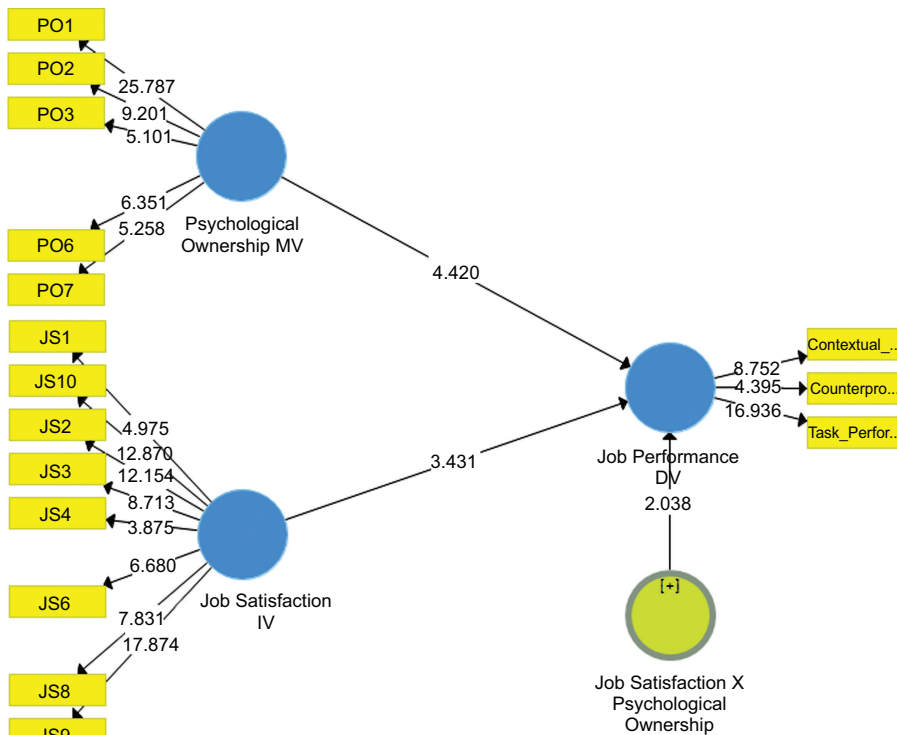 PO1
PO2
PO3
25.787
9.201
5.101
6.351
5.258
PO6
PO7
Psychological
Ownership MV
4.420
JS1
JS10
JS2
JS3
JS4
JS6
JS8
JS9
4.975
12.870
12.154
8.713
3.875
6.680
7.831
17.874
Job Satisfaction
IV
3.431
Job Performance
DV
8.752
4.395
16.936
Contextual_..
Counterpro...
Task_Perfor..
2.038
[+]
Job Satisfaction X
Psychological
Ownership